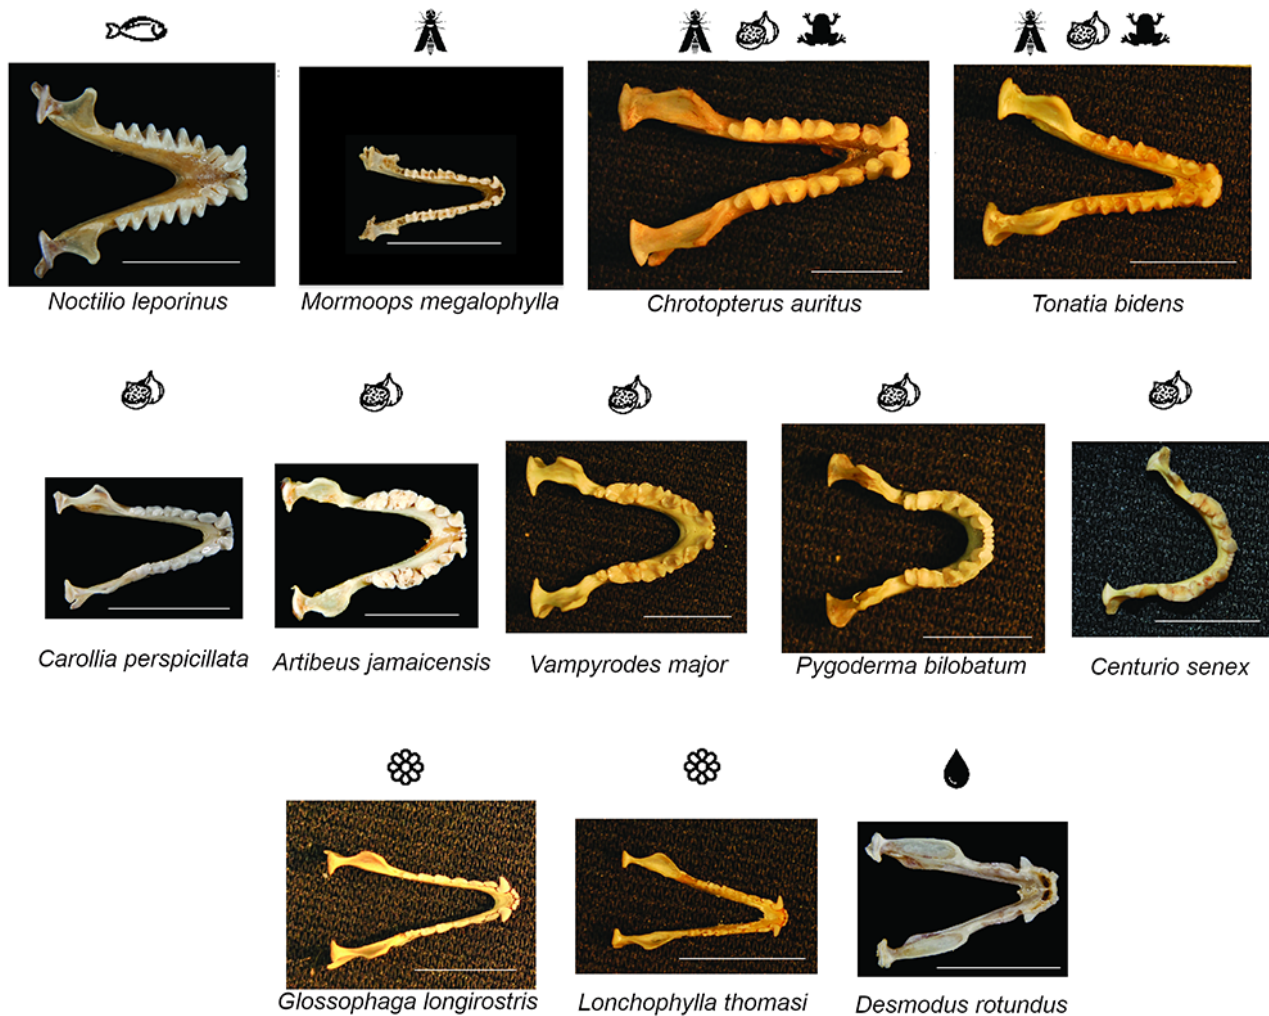 Noctilio leporinus
Mormoops megalophylla
Chrotopterus auritus
Tonatia bidens
Carollia perspicillata
Artibeus jamaicensis
Vampyrodes major
Pygoderma bilobatum
Centurio senex
Glossophaga longirostris
Lonchophylla thomasi
Desmodus rotundus